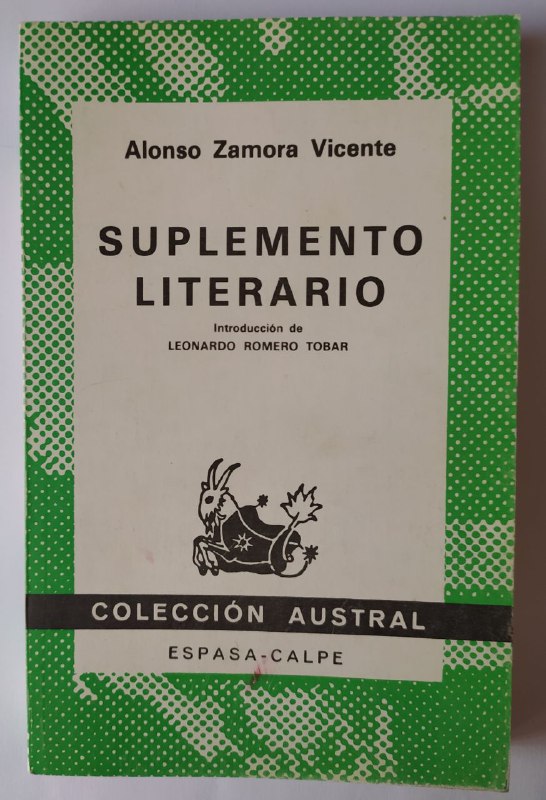 Alonso Zamora Vicente
SUPLEMENTO
LITERARIO
Introducción de
LEONARDO ROMERO TOBAR
COLECCIÓN AUSTRAL
ESPASA-CALPE